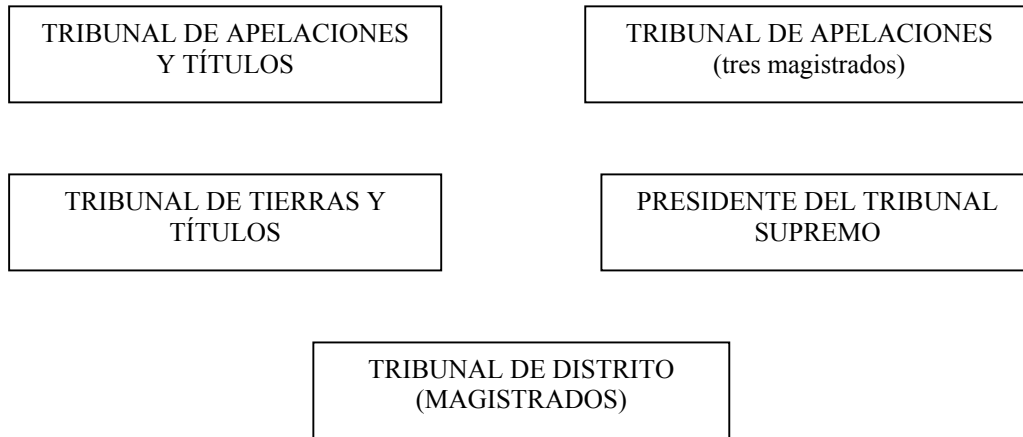 TRIBUNAL DE APELACIONES
Y TÍTULOS
TRIBUNAL DE APELACIONES
(tres magistrados)
TRIBUNAL DE TIERRAS Y
TÍTULOS
PRESIDENTE DEL TRIBUNAL
SUPREMO
TRIBUNAL DE DISTRITO
(MAGISTRADOS)